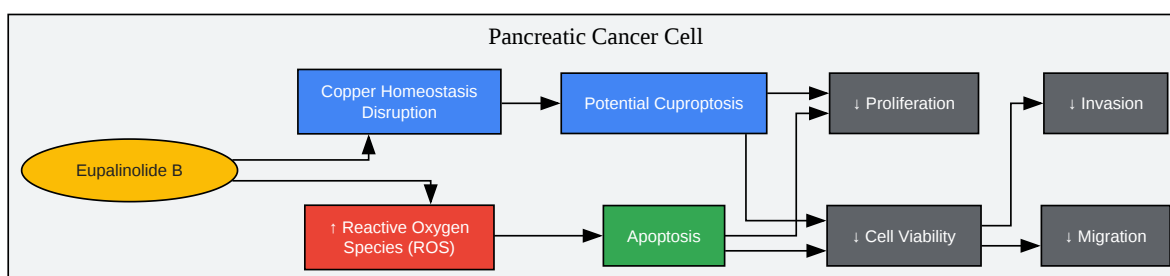 Pancreatic Cancer Cell
Copper Homeostasis
Disruption
Potential Cuproptosis
↓ Proliferation
↓ Invasion
Eupalinolide B
↑ Reactive Oxygen
Species (ROS)
Apoptosis
↓ Cell Viability
↓ Migration